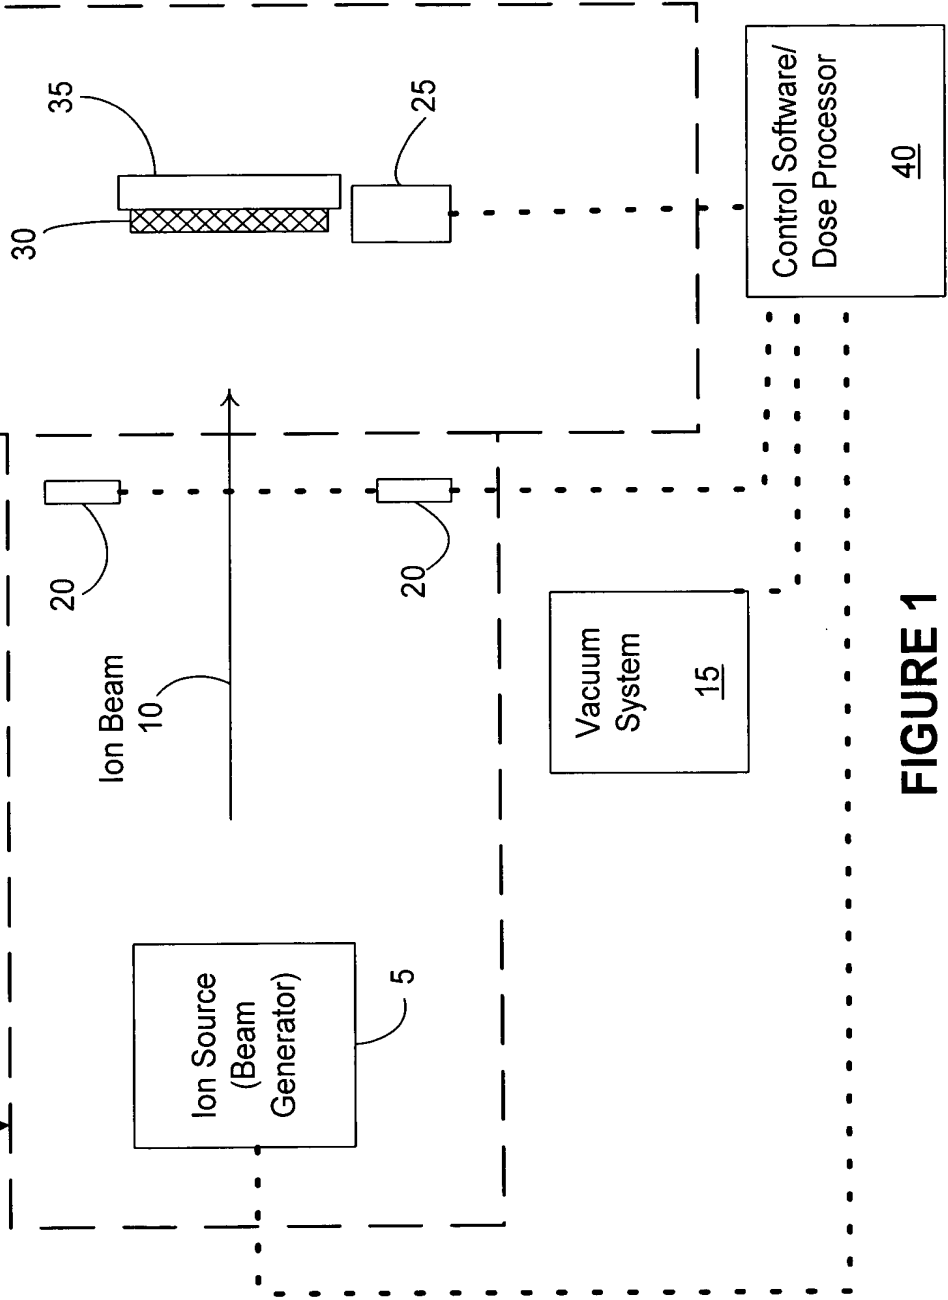 35
25
30
Control Software/
Dose Processor
40
20
20
Ion Beam
10
Vacuum
System
15
Ion Source
(Beam
Generator)
5
FIGURE 1